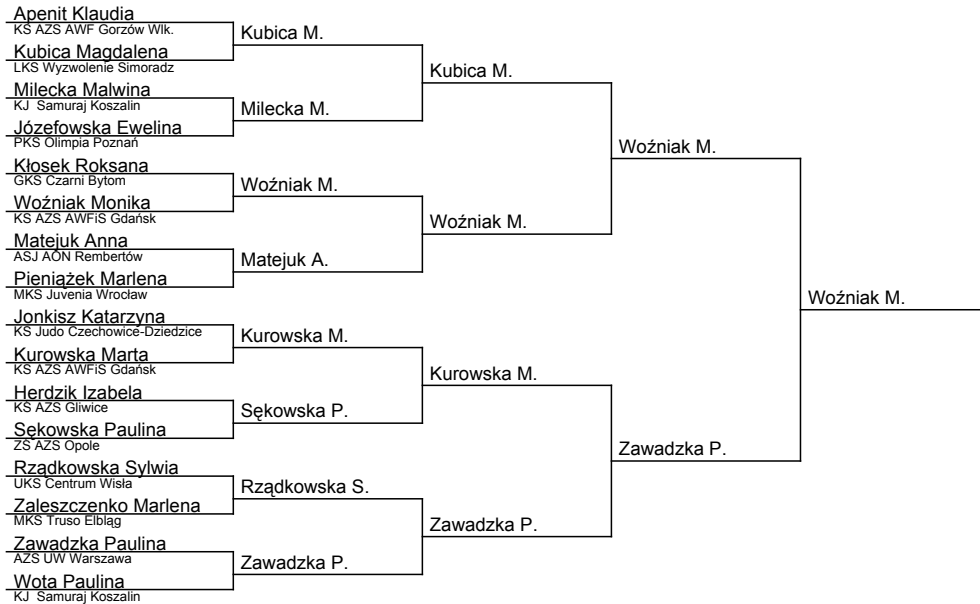 Apenit Klaudia
KS AZS AWF Gorzów Wlk.
Kubica Magdalena
LKS Wyzwolenie Simoradz
Milecka Malwina
KJ Samuraj Koszalin
Józefowska Ewelina
PKS Olimpia Poznań
Kłosek Roksana
GKS Czarni Bytom
Woźniak Monika
KS AZS AWFiS Gdańsk
Matejuk Anna
ASJ AON Rembertów
Pieniążek Marlena
MKS Juvenia Wrocław
Jonkisz Katarzyna
KS Judo Czechowice-Dziedzice
Kurowska Marta
KS AZS AWFiS Gdańsk
Herdzik Izabela
KS AZS Gliwice
Sękowska Paulina
ZS AZS Opole
Rządkowska Sylwia
UKS Centrum Wisła
Zaleszczenko Marlena
MKS Truso Elbląg
Zawadzka Paulina
AZS UW Warszawa
Wota Paulina
KJ Samuraj Koszalin
Kubica M.
Milecka M.
Woźniak M.
Matejuk A.
Kurowska M.
Sękowska P.
Rządkowska S.
Zawadzka P.
Kubica M.
Woźniak M.
Kurowska M.
Zawadzka P.
Woźniak M.
Zawadzka P.
Woźniak M.